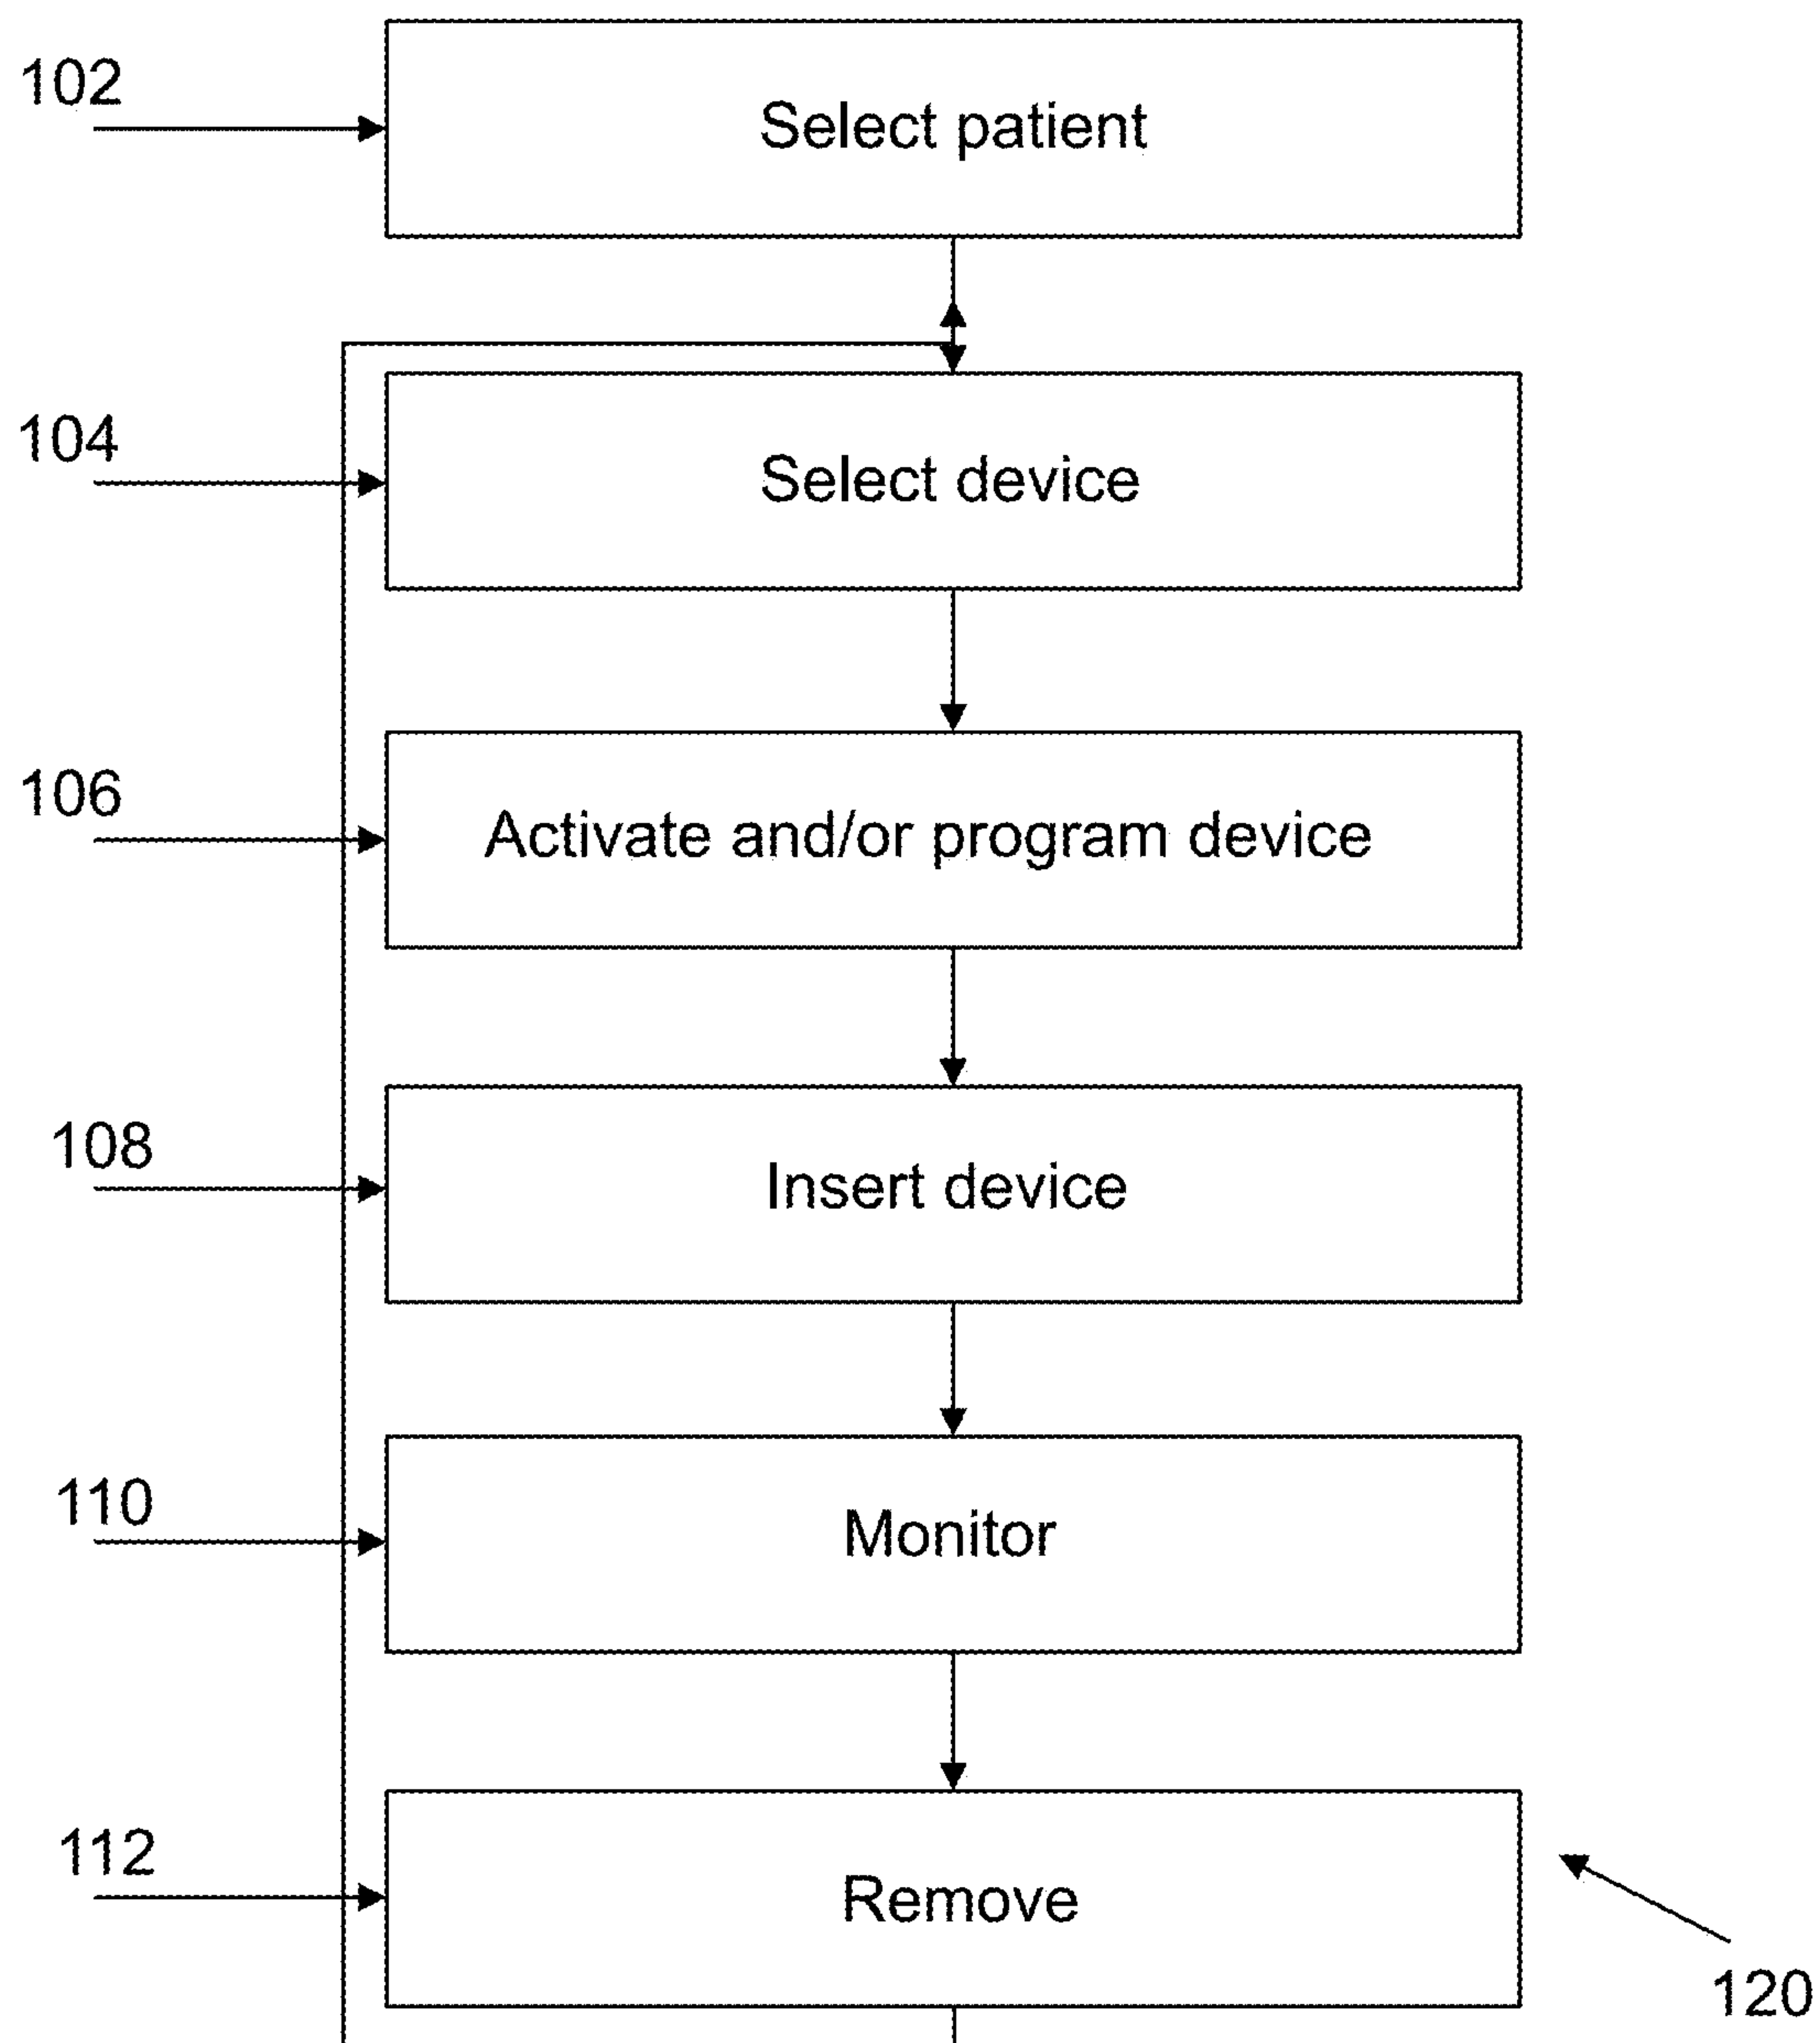 102
Select patient
104
Select device
106
Activate and/or program device
108
Insert device
110
Monitor
112
Remove
120